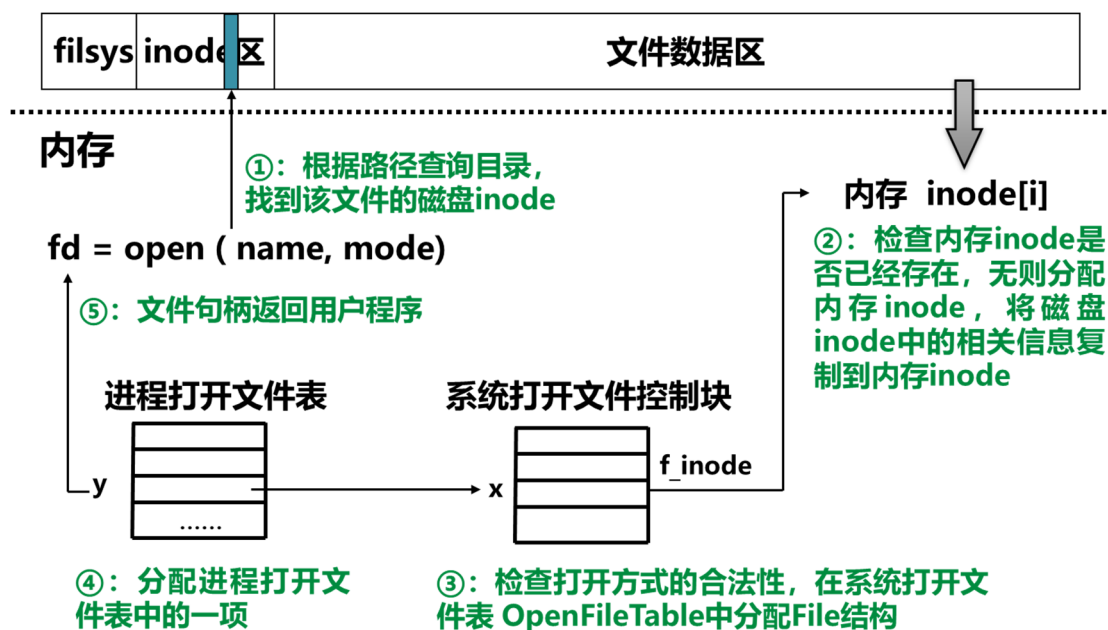 filsys
inode区
文件数据区
内存
①：根据路径查询目录，
找到该文件的磁盘inode
内存 inode[i]
fd = open ( name, mode)
②：检查内存inode是
否已经存在，无则分配
内存inode，将磁盘
inode中的相关信息复
制到内存inode
⑤：文件句柄返回用户程序
进程打开文件表
系统打开文件控制块
f_inode
y
x
……
④：分配进程打开文
件表中的一项
③：检查打开方式的合法性，在系统打开文
件表 OpenFileTable中分配File结构